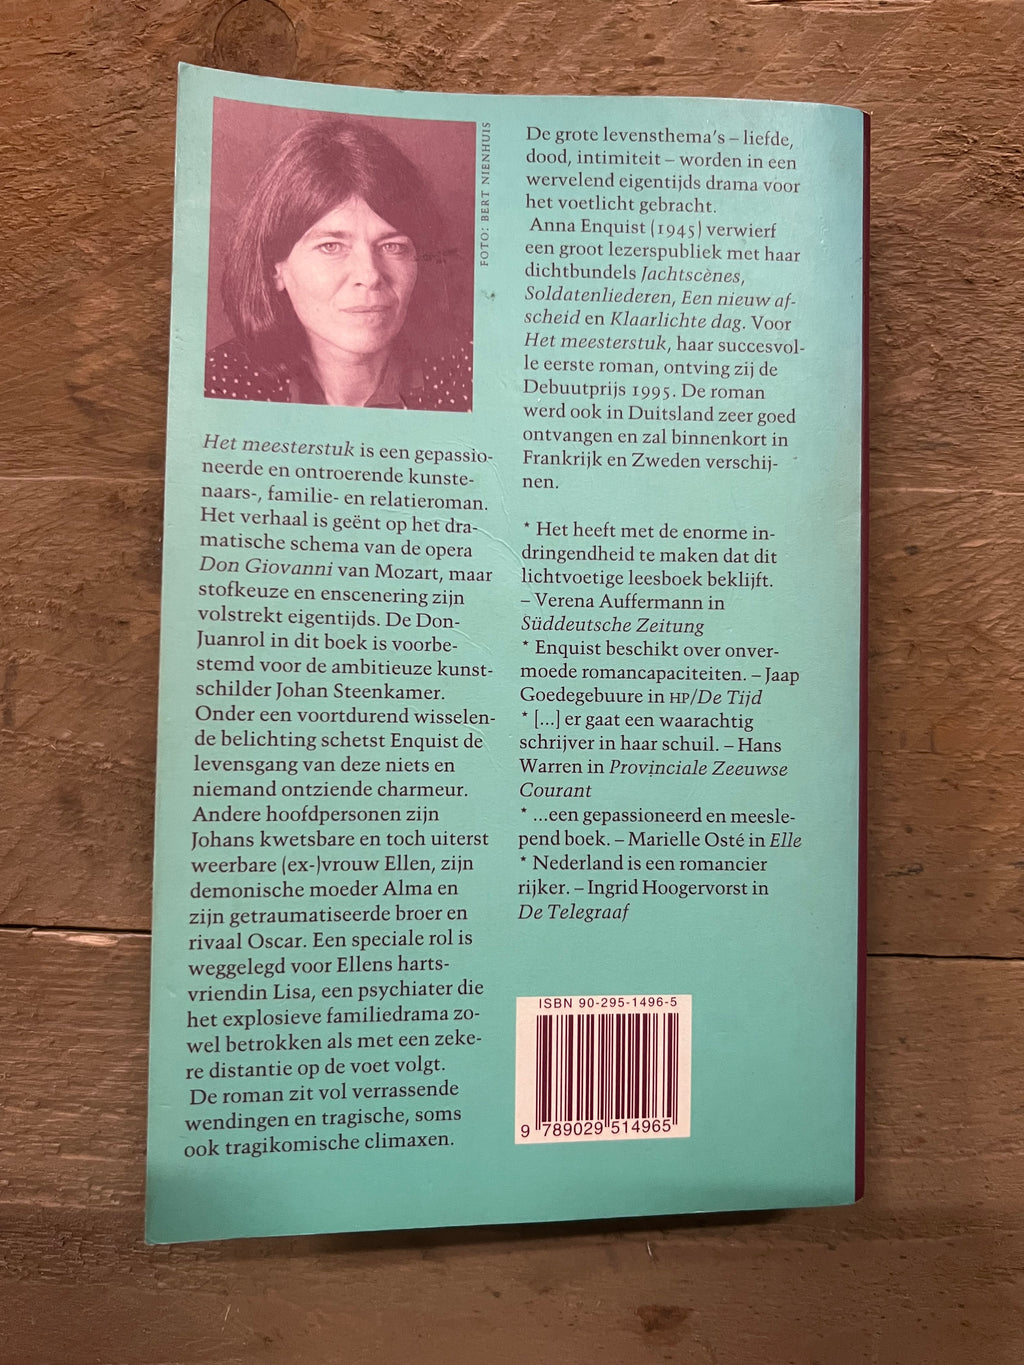 FOTO: BERT NIENHUIS
Het meesterstuk is een gepassio-
neerde en ontroerende kunste-
naars-, familie- en relatieroman.
Het verhaal is geënt op het dra-
matische schema van de opera
Don Giovanni van Mozart, maar
stofkeuze en enscenering zijn
volstrekt eigentijds. De Don-
Juanrol in dit boek is voorbe-
stemd voor de ambitieuze kunst-
schilder Johan Steenkamer.
Onder een voortdurend wisselen-
de belichting schetst Enquist de
levensgang van deze niets en
niemand ontziende charmeur.
Andere hoofdpersonen zijn
Johans kwetsbare en toch uiterst
weerbare (ex-)vrouw Ellen, zijn
demonische moeder Alma en
zijn getraumatiseerde broer en
rivaal Oscar. Een speciale rol is
weggelegd voor Ellens harts-
vriendin Lisa, een psychiater die
het explosieve familiedrama zo-
wel betrokken als met een zeke-
re distantie op de voet volgt.
De roman zit vol verrassende
wendingen en tragische, soms
ook tragikomische climaxen.
De grote levensthema's – liefde,
dood, intimiteit – worden in een
wervelend eigentijds drama voor
het voetlicht gebracht.
Anna Enquist (1945) verwierf
een groot lezerspubliek met haar
dichtbundels Jachtscènes,
Soldatenliederen, Een nieuw af-
scheid en Klaarlichte dag. Voor
Het meesterstuk, haar succesvol-
le eerste roman, ontving zij de
Debuutprijs 1995. De roman
werd ook in Duitsland zeer goed
ontvangen en zal binnenkort in
Frankrijk en Zweden verschij-
nen.
* Het heeft met de enorme in-
dringendheid te maken dat dit
lichtvoetige leesboek beklijft.
– Verena Auffermann in
Süddeutsche Zeitung
* Enquist beschikt over onver-
moede romancapaciteiten. – Jaap
Goedegebuure in HP/De Tijd
* [...] er gaat een waarachtig
schrijver in haar schuil. – Hans
Warren in Provinciale Zeeuwse
Courant
* ...een gepassioneerd en meesle-
pend boek. – Marielle Osté in Elle
* Nederland is een romancier
rijker. – Ingrid Hoogervorst in
De Telegraaf
ISBN 90-295-1496-5
9 789029 514965